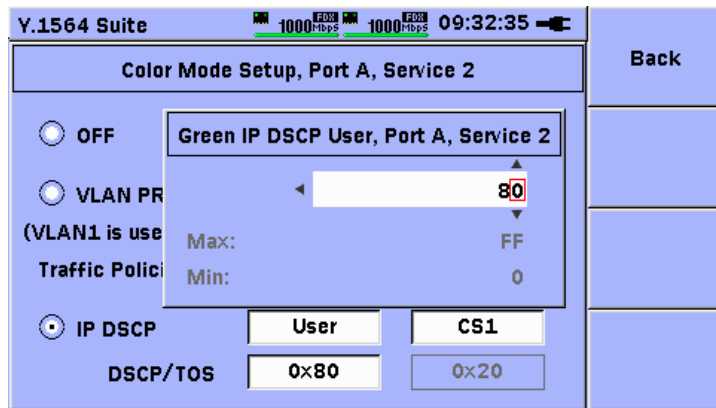 Y.1564 Suite 1000 FDX Mbps 1000 FDX Mbps 09:32:35
Back
Color Mode Setup, Port A, Service 2
OFF
Green IP DSCP User, Port A, Service 2
80
VLAN PR
(VLAN1 is use
Max: FF
Traffic Polici
Min: 0
IP DSCP User CS1
DSCP/TOS 0x80 0x20